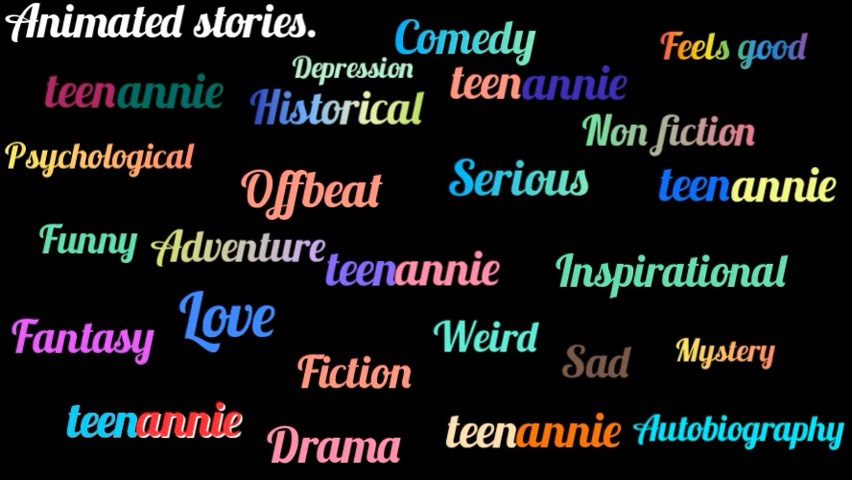 Animated stories.
Comedy
Feels good
Depression
teenannie
teenannie
Historical
Non fiction
Psychological
Offbeat
Serious
teenannie
Funny
Adventure
teenannie
Inspirational
Love
Fantasy
Weird
Sad
Mystery
Fiction
teenannie
Drama
teenannie
Autobiography